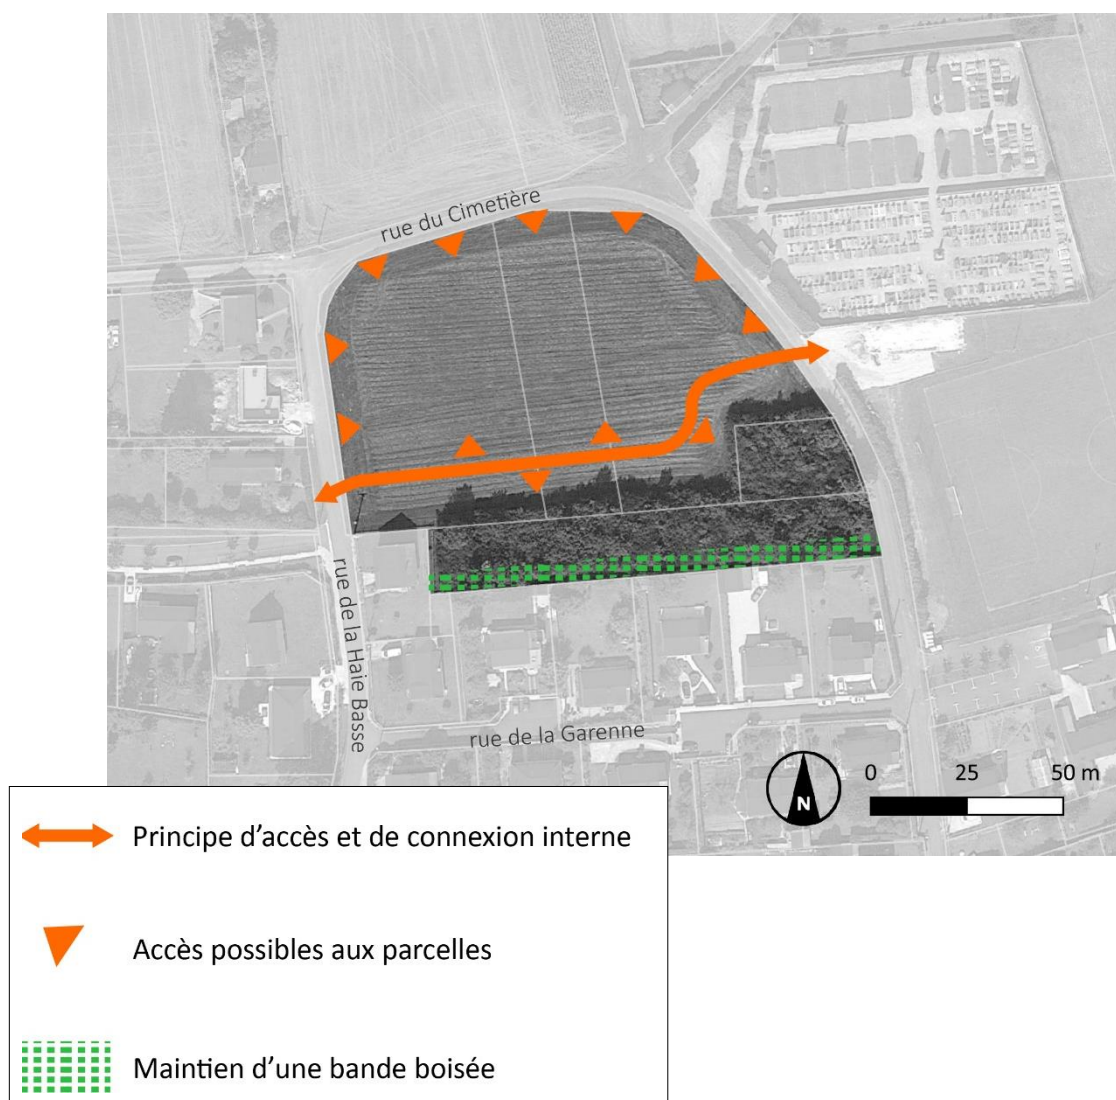 rue du Cimetière
rue de la Haie Basse
rue de la Garenne
N
0 25 50 m
Principe d'accès et de connexion interne
Accès possibles aux parcelles
Maintien d'une bande boisée